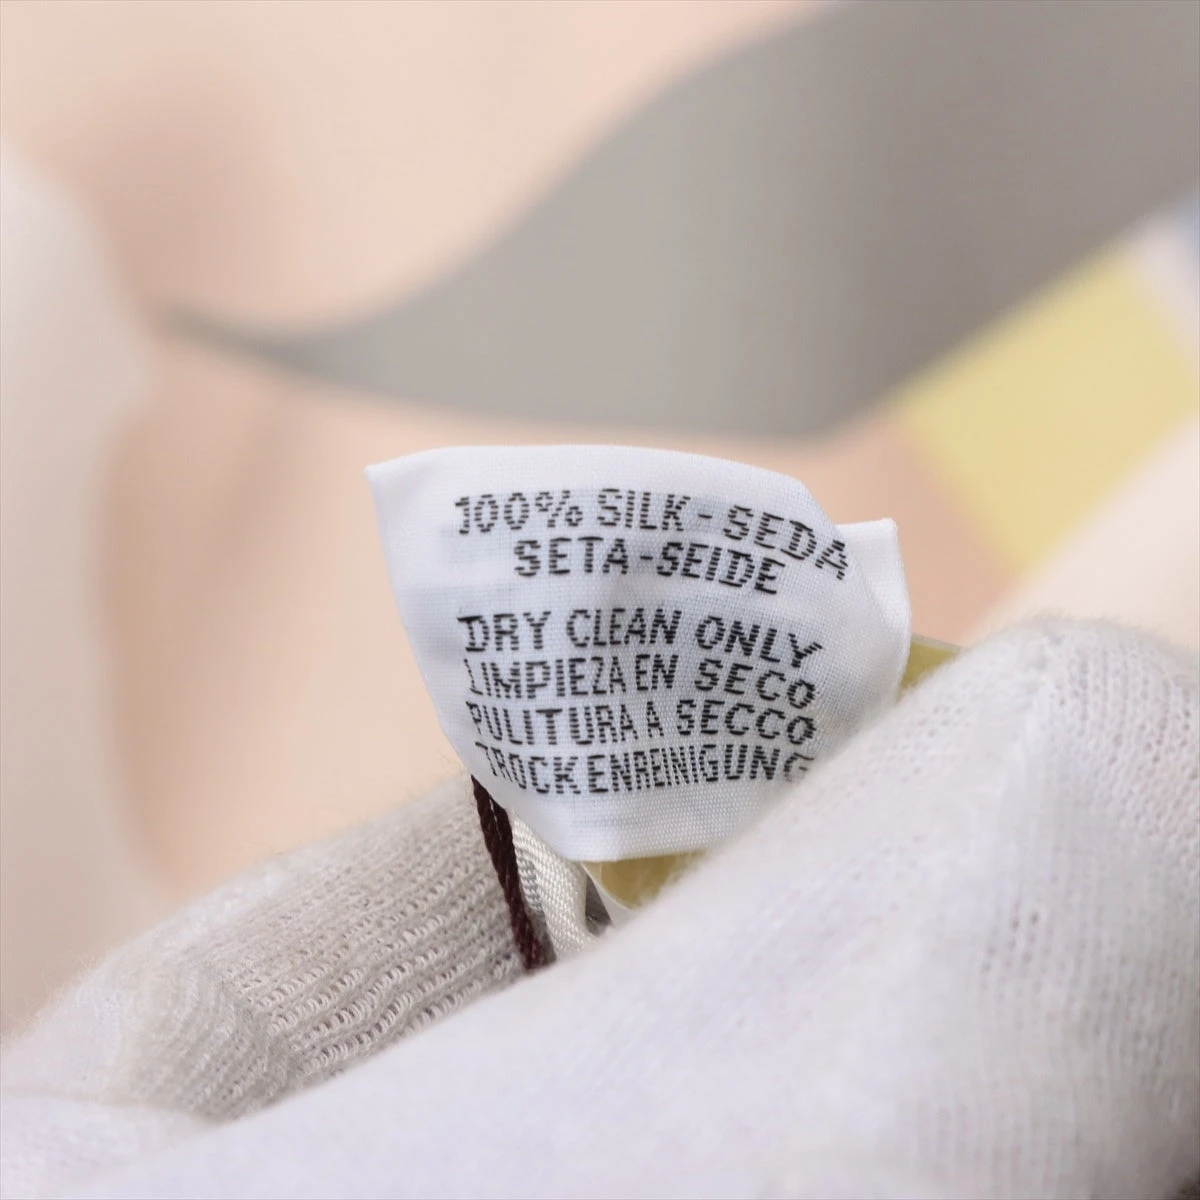 100% SILK - SEDA
SETA - SEIDE
DRY CLEAN ONLY
LIMPIEZA EN SECO
PULITURA A SECCO
TROCKENREINIGUNG